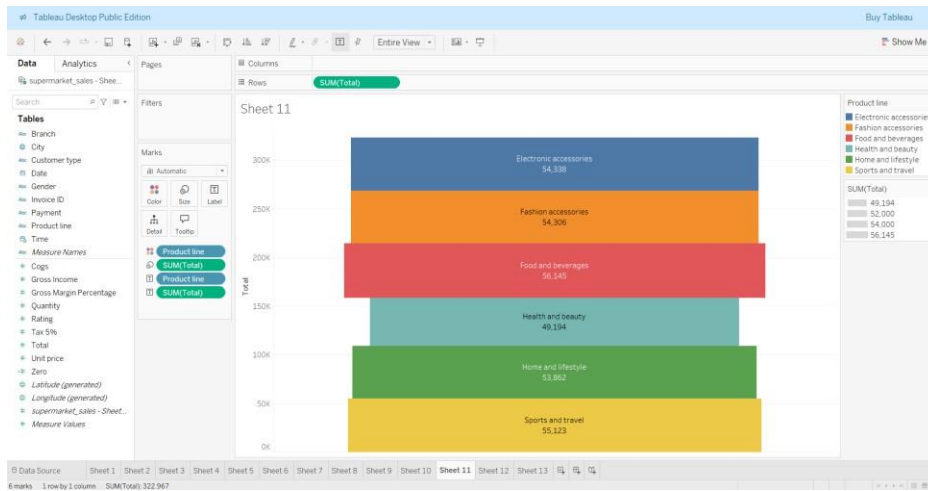 Tableau Desktop Public Edition
Buy Tableau
Entire View
Show Me
Data
Analytics
supermarket_sales - Shee...
Search
Tables
Branch
City
Customer type
Date
Gender
Invoice ID
Payment
Product line
Time
Measure Names
Cogs
Gross Income
Gross Margin Percentage
Quantity
Rating
Tax 5%
Total
Unit price
Zero
Latitude (generated)
Longitude (generated)
supermarket_sales - Sheet...
Measure Values
Pages
Filters
Marks
Automatic
Color
Size
Label
Detail
Tooltip
Product line
SUM(Total)
Product line
SUM(Total)
Columns
Rows
SUM(Total)
Sheet 11
Total
300K
250K
200K
150K
100K
50K
0K
Electronic accessories
54,338
Fashion accessories
54,306
Food and beverages
56,145
Health and beauty
49,194
Home and lifestyle
53,862
Sports and travel
55,123
Product line
Electronic accessories
Fashion accessories
Food and beverages
Health and beauty
Home and lifestyle
Sports and travel
SUM(Total)
49,194
52,000
54,000
56,145
Data Source
Sheet 1
Sheet 2
Sheet 3
Sheet 4
Sheet 5
Sheet 6
Sheet 7
Sheet 8
Sheet 9
Sheet 10
Sheet 11
Sheet 12
Sheet 13
6 marks
1 row by 1 column
SUM(Total): 322,967